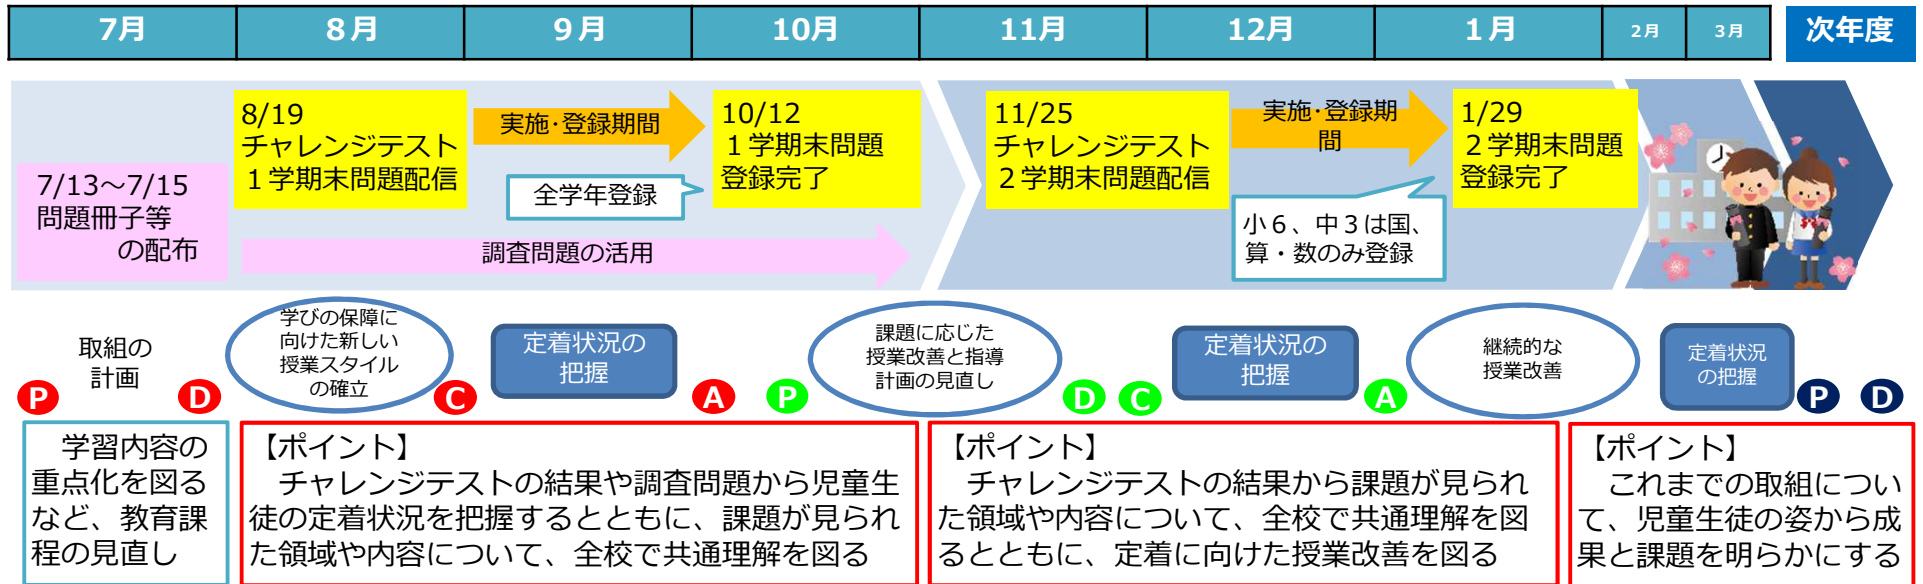 7月 8月 9月 10月 11月 12月 1月 2月 3月 次年度
8/19
チャレンジテスト
1学期末問題配信
実施・登録期間
10/12
1学期末問題
登録完了
11/25
チャレンジテスト
2学期末問題配信
実施・登録期
間
1/29
2学期末問題
登録完了
7/13～7/15
問題冊子等
の配布
全学年登録
調査問題の活用
小6、中3は国、
算・数のみ登録
取組の
計画
学びの保障に
向けた新しい
授業スタイル
の確立
定着状況の
把握
課題に応じた
授業改善と指導
計画の見直し
定着状況の
把握
継続的な
授業改善
定着状況
の把握
P D C A P D C A P D
学習内容の
重点化を図る
など、教育課
程の見直し
【ポイント】
チャレンジテストの結果や調査問題から児童生
徒の定着状況を把握するとともに、課題が見られ
た領域や内容について、全校で共通理解を図る
【ポイント】
チャレンジテストの結果から課題が見られ
た領域や内容について、全校で共通理解を図
るとともに、定着に向けた授業改善を図る
【ポイント】
これまでの取組につい
て、児童生徒の姿から成
果と課題を明らかにする